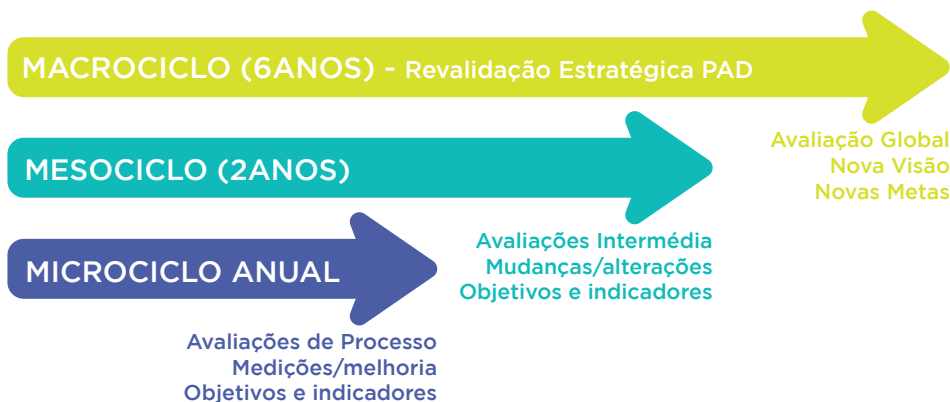 MACROCICLO (6ANOS) - Revalidação Estratégica PAD
Avaliação Global
Nova Visão
Novas Metas
MESOCICLO (2ANOS)
Avaliações Intermédia
Mudanças/alterações
Objetivos e indicadores
MICROCICLO ANUAL
Avaliações de Processo
Medições/melhoria
Objetivos e indicadores